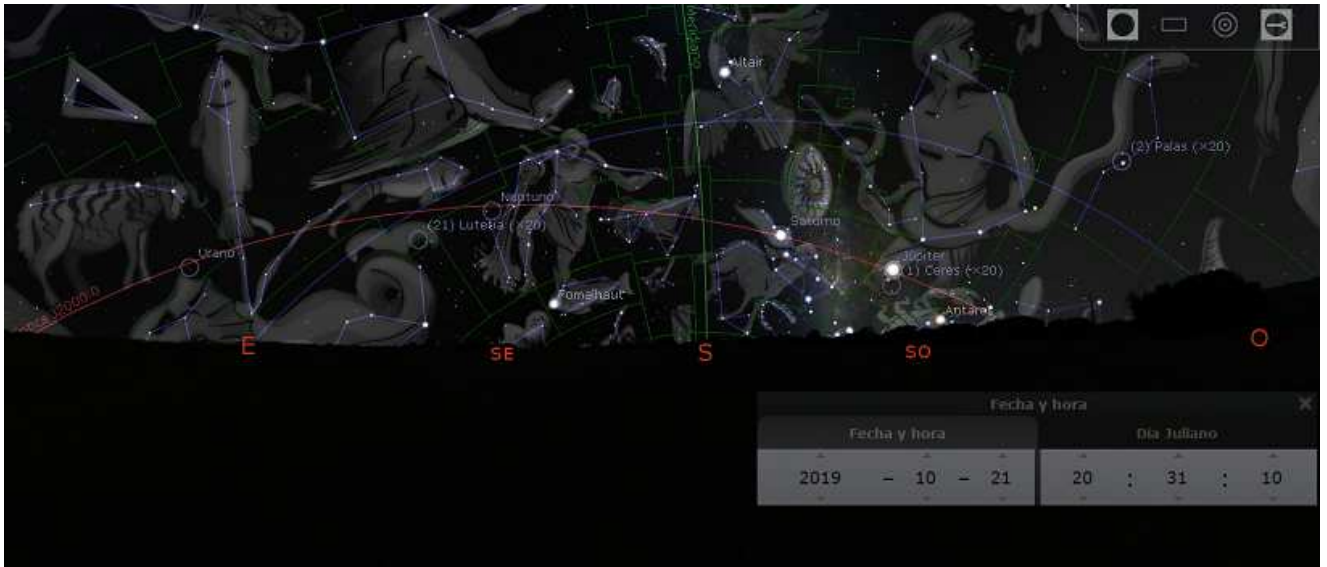 Meridiano
Altair
(2) Palas (×20)
Neptuno
(21) Lutetia (×20)
Saturno
Urano
Júpiter
(1) Ceres (×20)
Fomalhaut
Antares
E
SE
S
SO
O
Fecha y hora
Fecha y hora
Día Juliano
2019 – 10 – 21
20 : 31 : 10